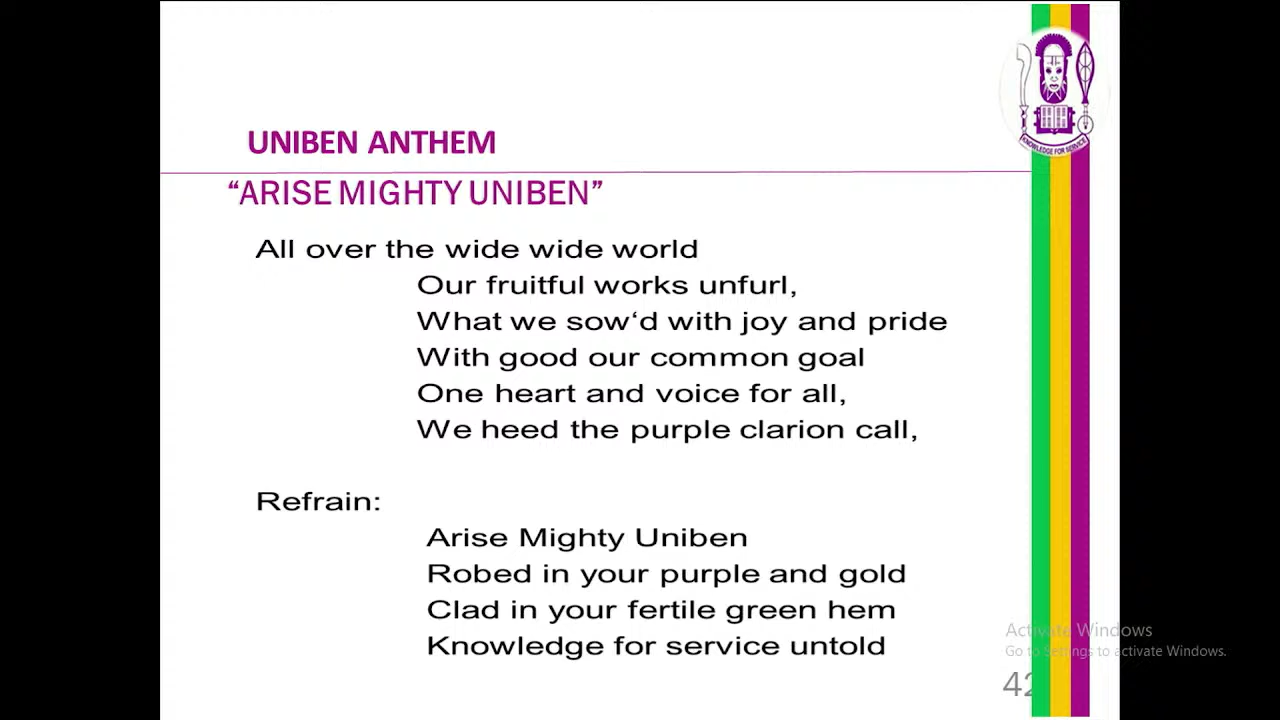 UNIBEN ANTHEM
“ARISE MIGHTY UNIBEN”
All over the wide wide world
Our fruitful works unfurl,
What we sow‘d with joy and pride
With good our common goal
One heart and voice for all,
We heed the purple clarion call,
Refrain:
Arise Mighty Uniben
Robed in your purple and gold
Clad in your fertile green hem
Knowledge for service untold
KNOWLEDGE FOR SERVICE
Activate Windows
Go to Settings to activate Windows.
42